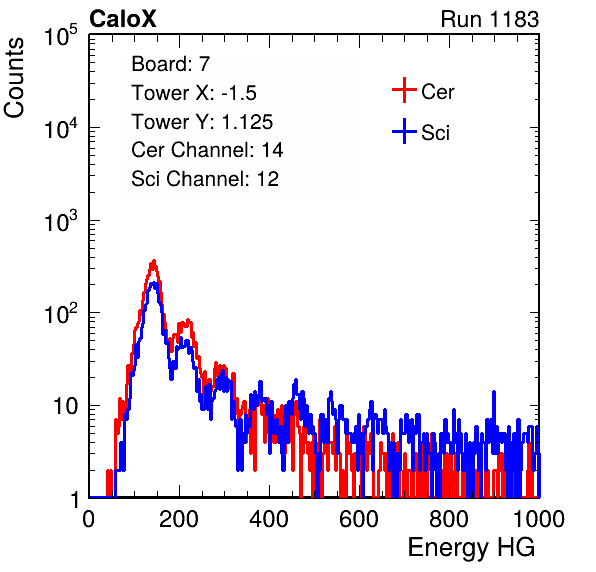 CaloX Run 1183
Counts
Board: 7
Tower X: -1.5
Tower Y: 1.125
Cer Channel: 14
Sci Channel: 12
Cer
Sci
10^5
10^4
10^3
10^2
10
1
0 200 400 600 800 1000
Energy HG